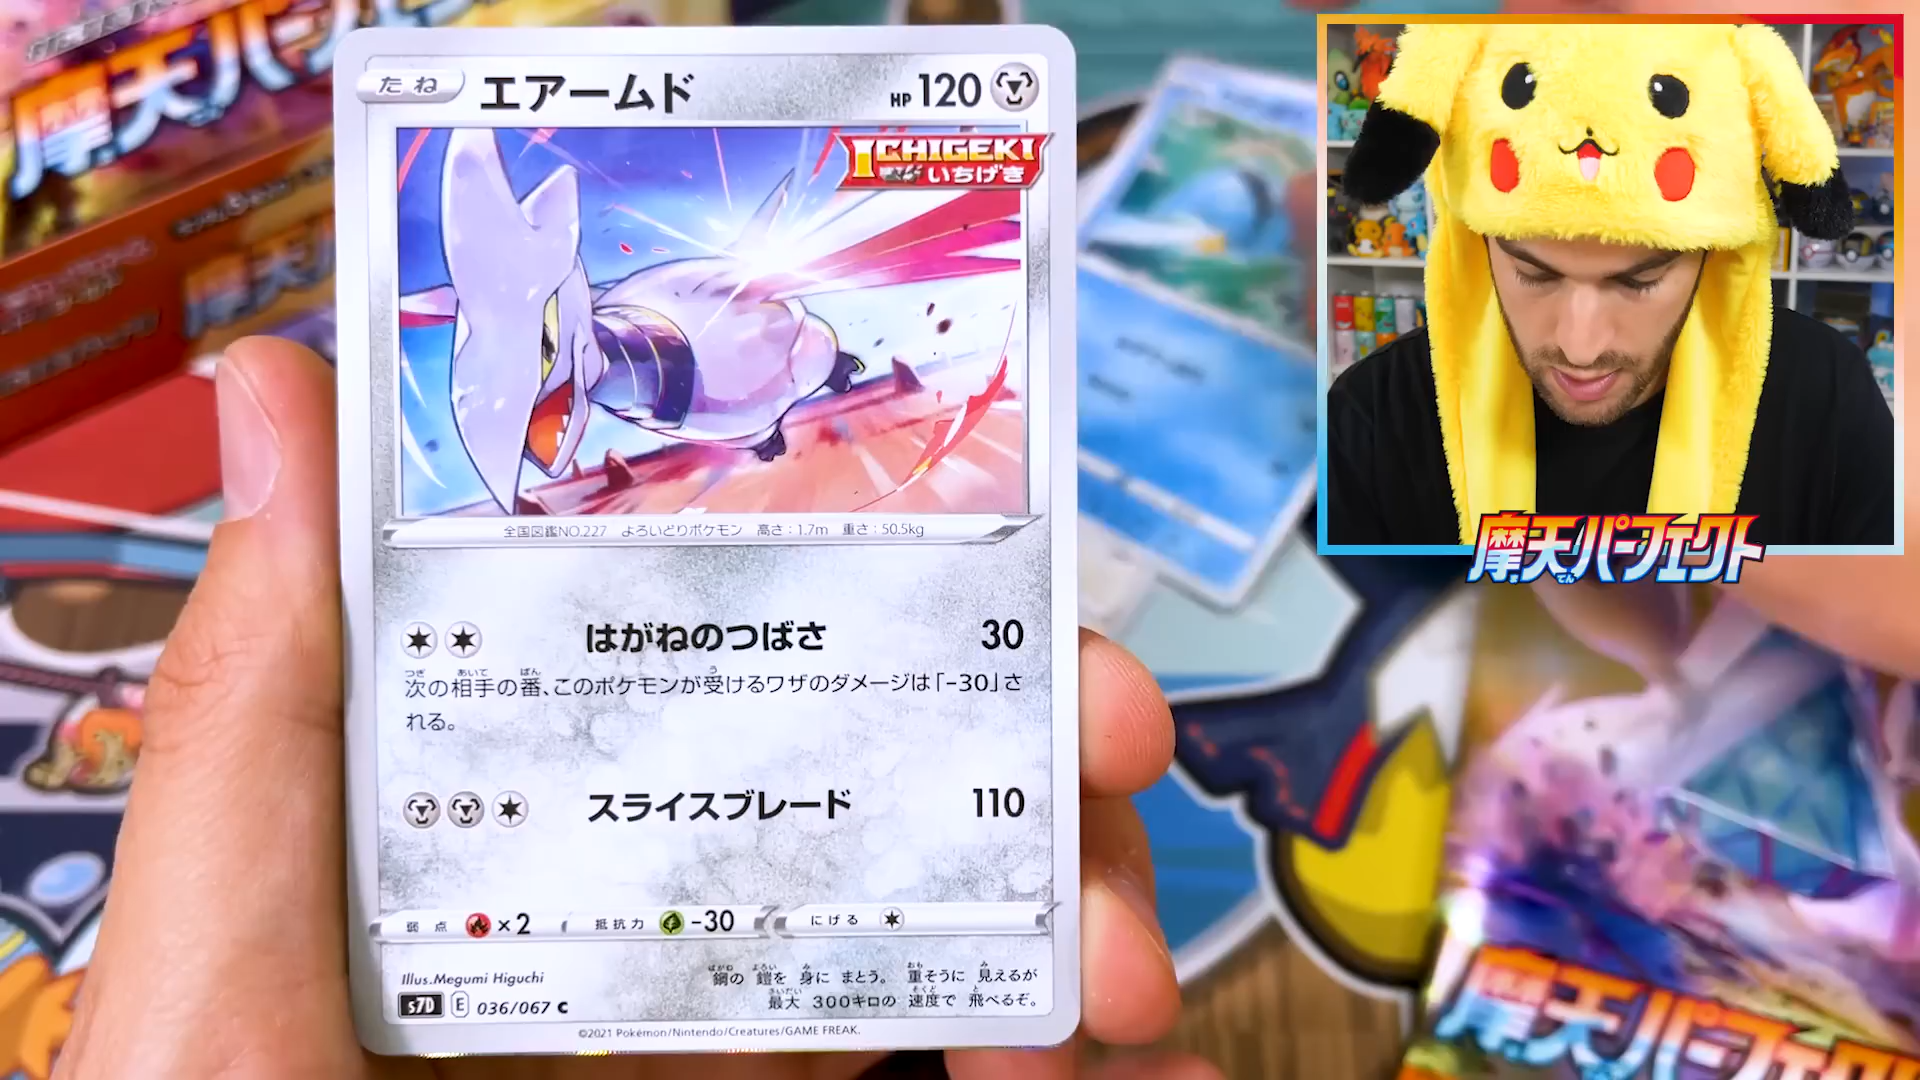 摩天パーフェクト
たね エアームド HP 120
ICHIGEKI
いちげき
全国図鑑NO.227 よろいどりポケモン 高さ:1.7m 重さ:50.5kg
はがねのつばさ 30
次の相手の番、このポケモンが受けるワザのダメージは「-30」さ
れる。
スライスブレード 110
弱点 ×2 抵抗力 -30 にげる
Illus.Megumi Higuchi
鋼の 鎧を 身に まとう。 重そうに 見えるが
最大 300キロの 速度で 飛べるぞ。
s7D E 036/067 C
©2021 Pokémon/Nintendo/Creatures/GAME FREAK.
摩天パーフェクト
摩天パーフェクト